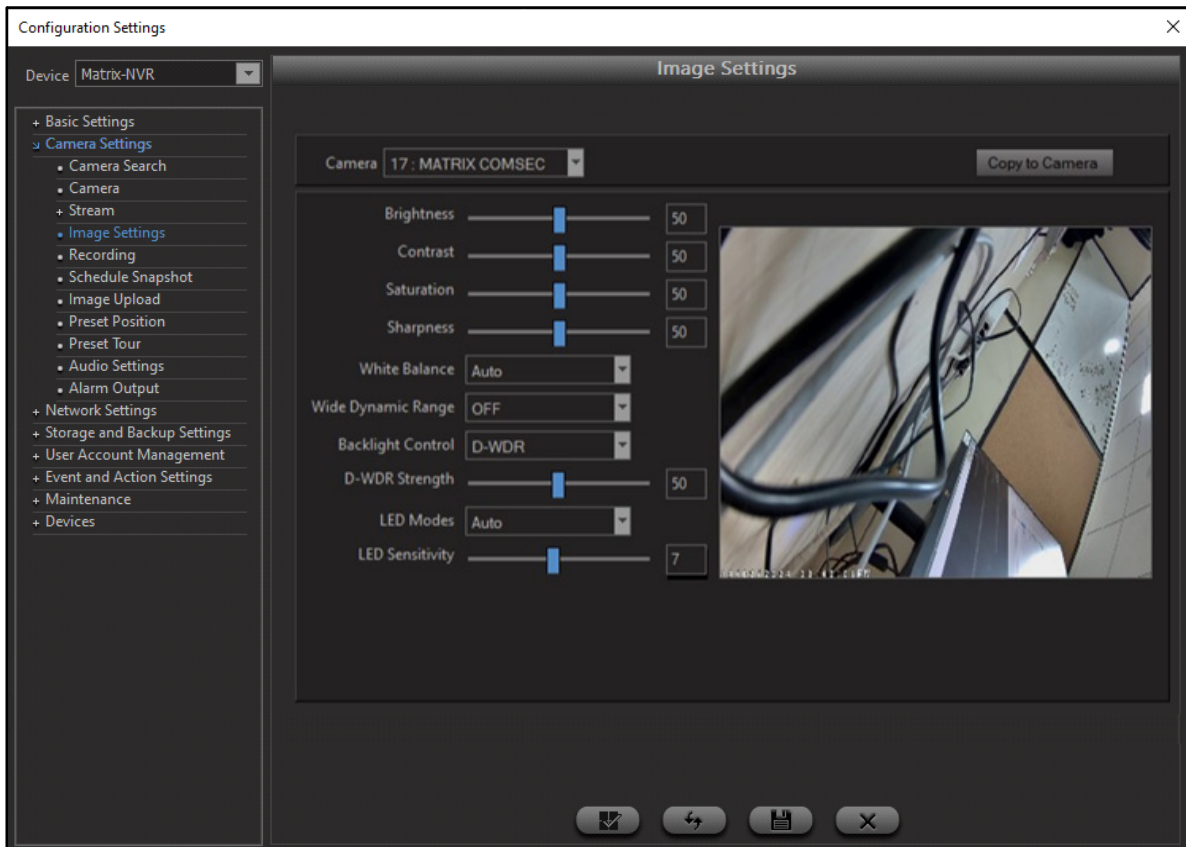 Configuration Settings
Device Matrix-NVR
Image Settings
+ Basic Settings
Camera Settings
Camera Search
Camera
+ Stream
Image Settings
Recording
Schedule Snapshot
Image Upload
Preset Position
Preset Tour
Audio Settings
Alarm Output
+ Network Settings
+ Storage and Backup Settings
+ User Account Management
+ Event and Action Settings
+ Maintenance
+ Devices
Camera 17 : MATRIX COMSEC Copy to Camera
Brightness 50
Contrast 50
Saturation 50
Sharpness 50
White Balance Auto
Wide Dynamic Range OFF
Backlight Control D-WDR
D-WDR Strength 50
LED Modes Auto
LED Sensitivity 7